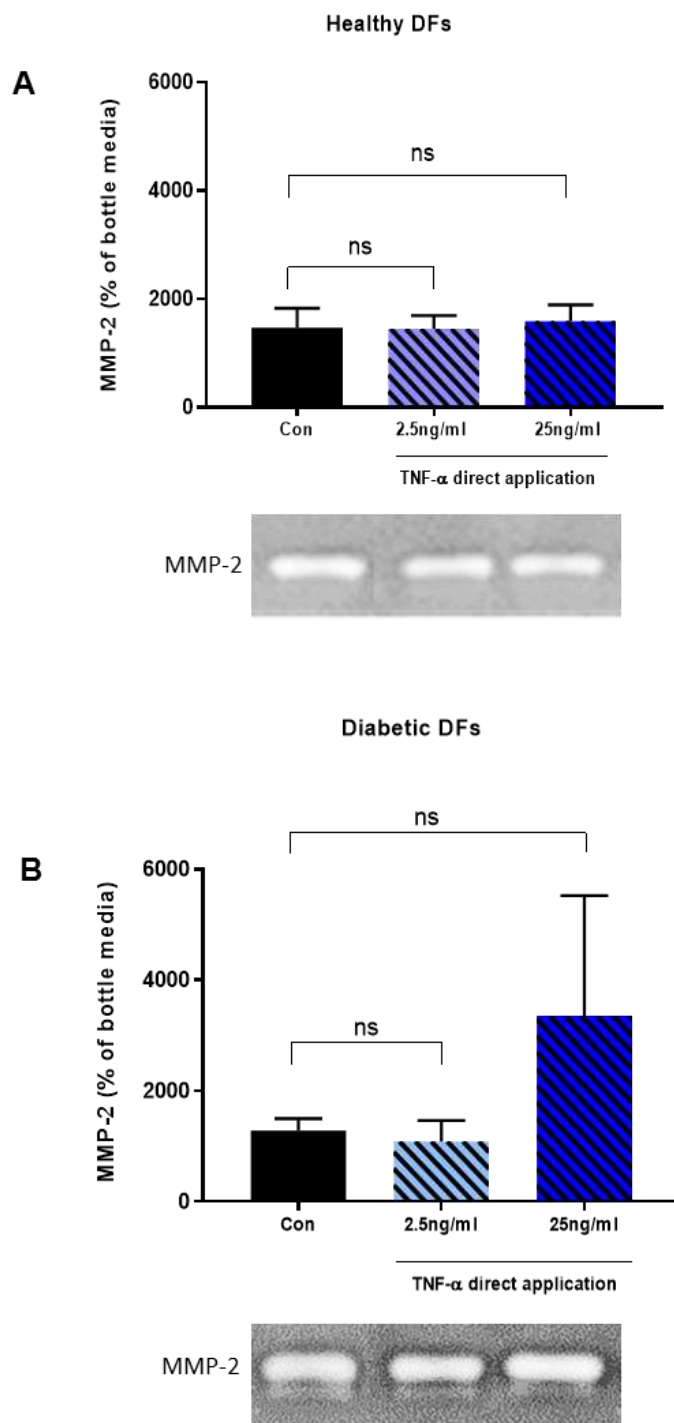 Healthy DFs
A
MMP-2 (% of bottle media)
6000
4000
2000
0
ns
ns
Con
2.5ng/ml
25ng/ml
TNF-α direct application
MMP-2
Diabetic DFs
B
MMP-2 (% of bottle media)
6000
4000
2000
0
ns
ns
Con
2.5ng/ml
25ng/ml
TNF-α direct application
MMP-2